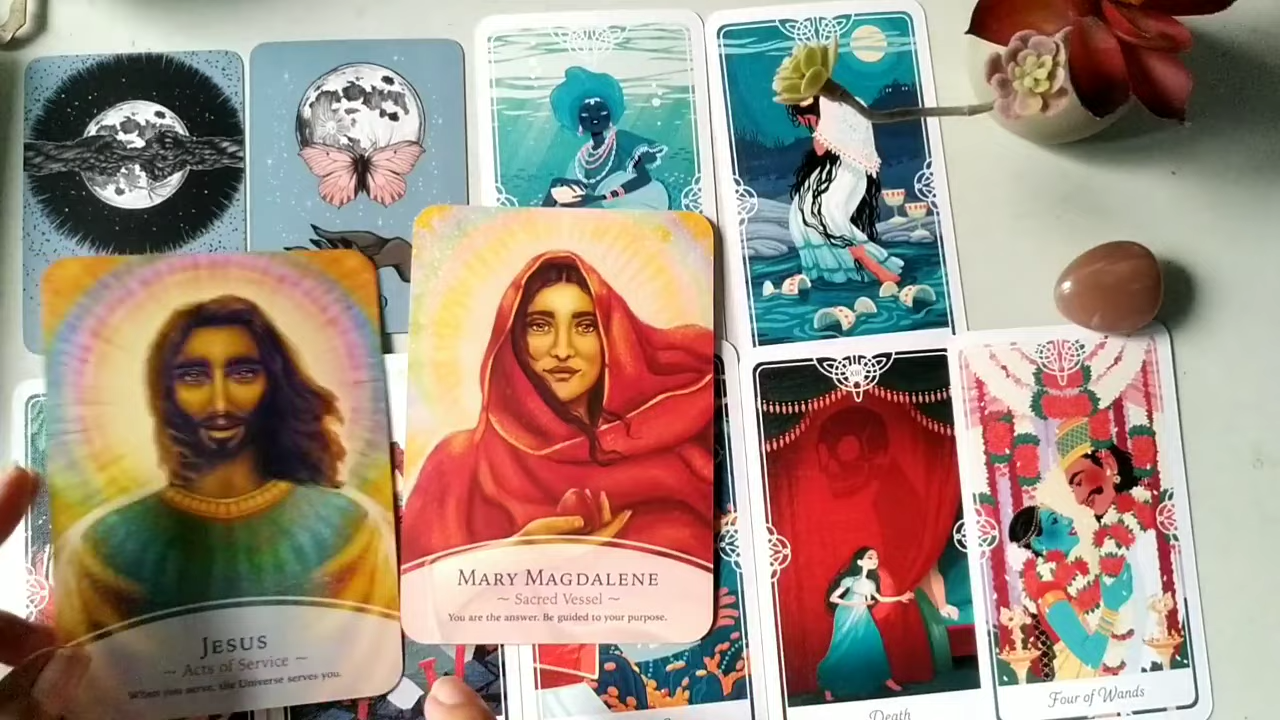 JESUS
~ Acts of Service ~
When you serve, the Universe serves you.
MARY MAGDALENE
~ Sacred Vessel ~
You are the answer. Be guided to your purpose.
XIII
Death
Four of Wands